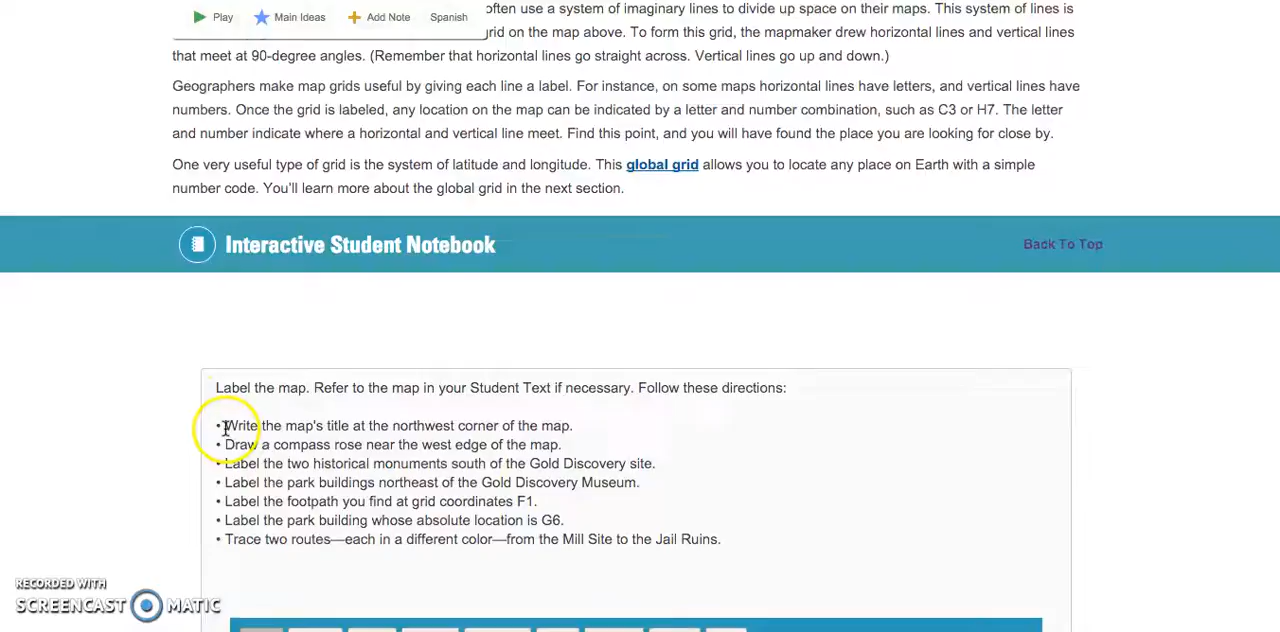 often use a system of imaginary lines to divide up space on their maps. This system of lines is
Play Main Ideas Add Note Spanish
grid on the map above. To form this grid, the mapmaker drew horizontal lines and vertical lines
that meet at 90-degree angles. (Remember that horizontal lines go straight across. Vertical lines go up and down.)
Geographers make map grids useful by giving each line a label. For instance, on some maps horizontal lines have letters, and vertical lines have
numbers. Once the grid is labeled, any location on the map can be indicated by a letter and number combination, such as C3 or H7. The letter
and number indicate where a horizontal and vertical line meet. Find this point, and you will have found the place you are looking for close by.
One very useful type of grid is the system of latitude and longitude. This global grid allows you to locate any place on Earth with a simple
number code. You'll learn more about the global grid in the next section.
Interactive Student Notebook
Back To Top
Label the map. Refer to the map in your Student Text if necessary. Follow these directions:
• Write the map's title at the northwest corner of the map.
• Draw a compass rose near the west edge of the map.
• Label the two historical monuments south of the Gold Discovery site.
• Label the park buildings northeast of the Gold Discovery Museum.
• Label the footpath you find at grid coordinates F1.
• Label the park building whose absolute location is G6.
• Trace two routes—each in a different color—from the Mill Site to the Jail Ruins.
RECORDED WITH
SCREENCAST MATIC